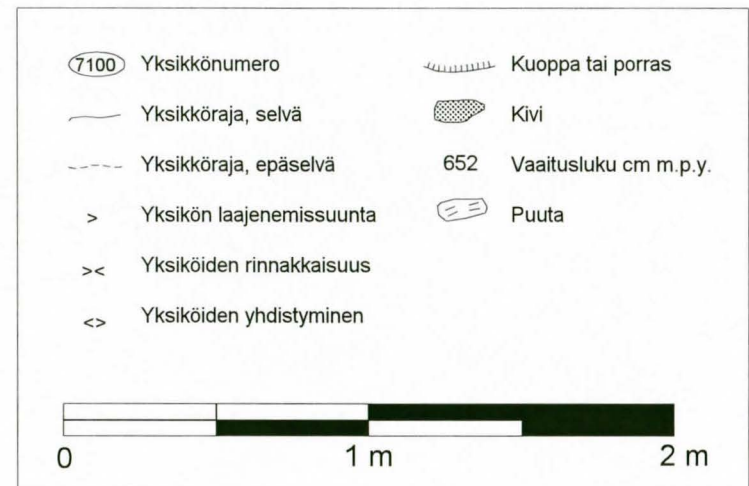 7100 Yksikkönumero
Yksikköraja, selvä
Yksikköraja, epäselvä
> Yksikön laajenemissuunta
>< Yksiköiden rinnakkaisuus
<> Yksiköiden yhdistyminen
Kuoppa tai porras
Kivi
652 Vaaitusluku cm m.p.y.
Puuta
0 1 m 2 m